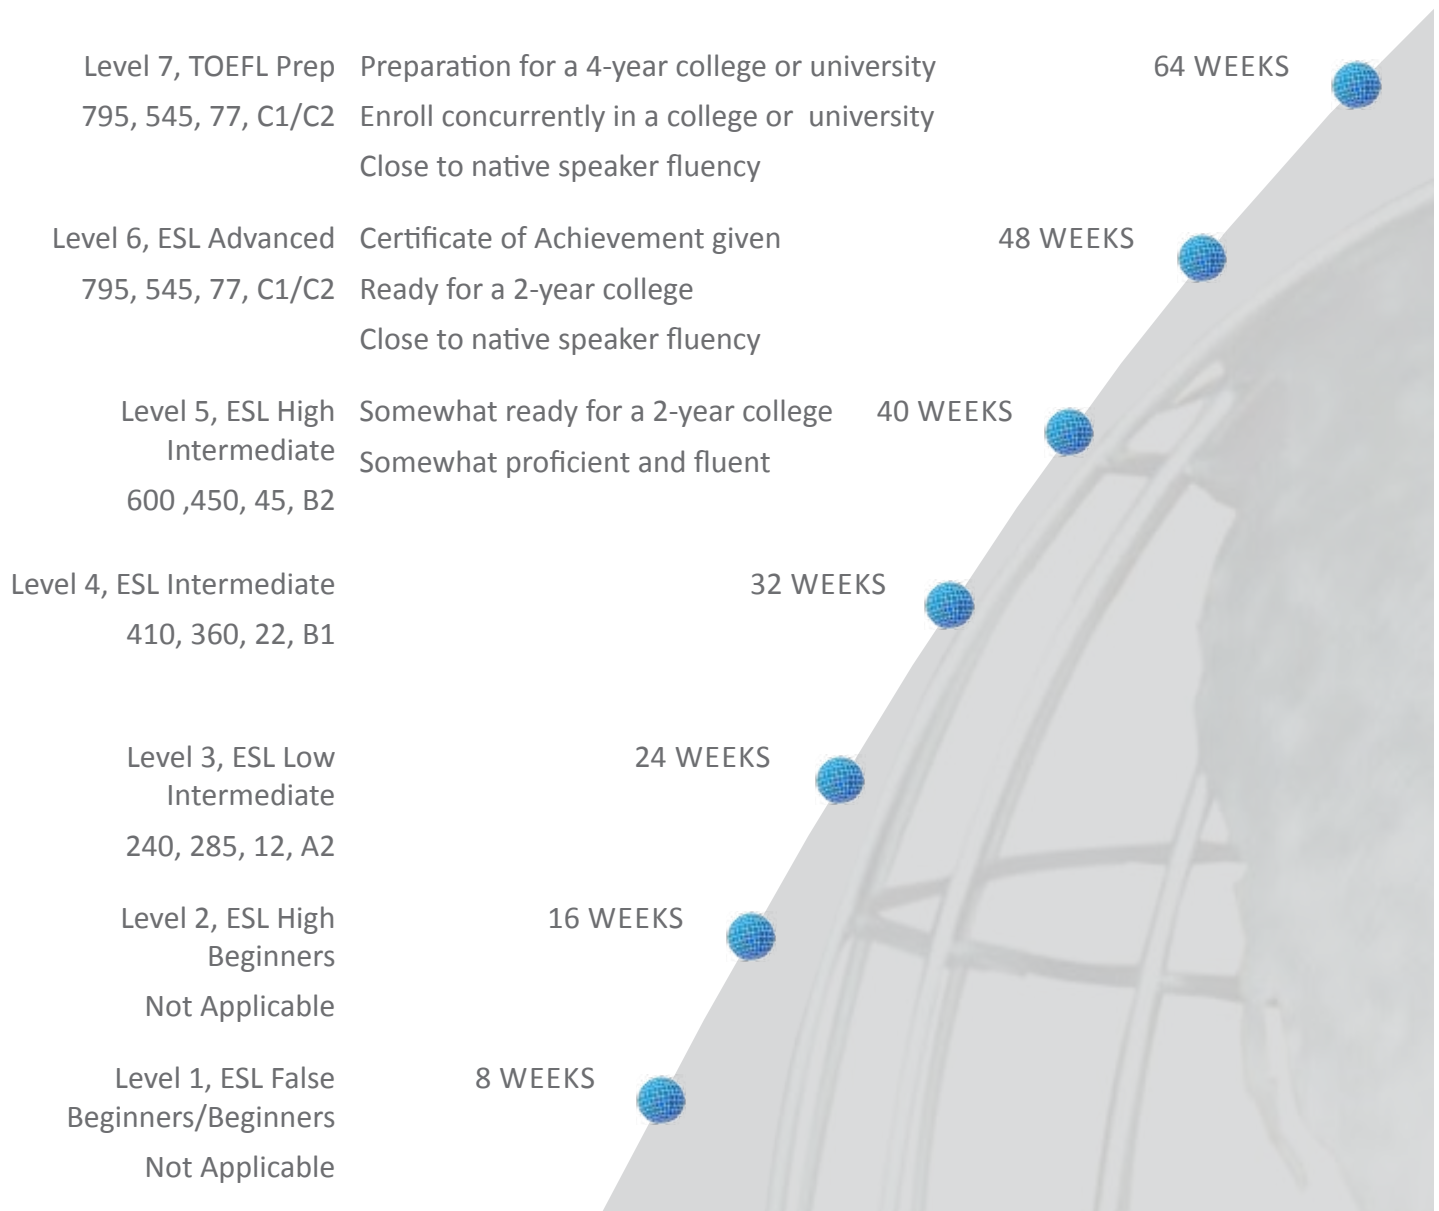 Level 7, TOEFL Prep Preparation for a 4-year college or university 64 WEEKS
795, 545, 77, C1/C2 Enroll concurrently in a college or university
Close to native speaker fluency
Level 6, ESL Advanced Certificate of Achievement given 48 WEEKS
795, 545, 77, C1/C2 Ready for a 2-year college
Close to native speaker fluency
Level 5, ESL High Somewhat ready for a 2-year college 40 WEEKS
Intermediate
Somewhat proficient and fluent
600 ,450, 45, B2
Level 4, ESL Intermediate 32 WEEKS
410, 360, 22, B1
Level 3, ESL Low 24 WEEKS
Intermediate
240, 285, 12, A2
Level 2, ESL High 16 WEEKS
Beginners
Not Applicable
Level 1, ESL False 8 WEEKS
Beginners/Beginners
Not Applicable